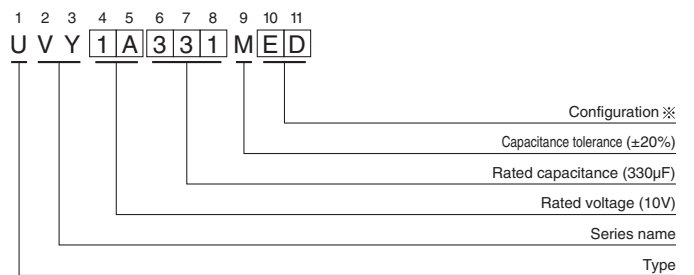 1 2 3 4 5 6 7 8 9 10 11
U V Y 1 A 3 3 1 M E D
Configuration ※
Capacitance tolerance (±20%)
Rated capacitance (330µF)
Rated voltage (10V)
Series name
Type